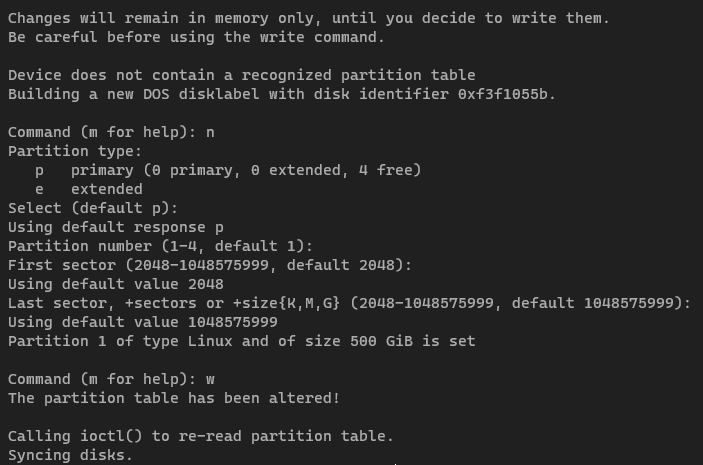 Changes will remain in memory only, until you decide to write them.
Be careful before using the write command.

Device does not contain a recognized partition table
Building a new DOS disklabel with disk identifier 0xf3f1055b.

Command (m for help): n
Partition type:
   p   primary (0 primary, 0 extended, 4 free)
   e   extended
Select (default p):
Using default response p
Partition number (1-4, default 1):
First sector (2048-1048575999, default 2048):
Using default value 2048
Last sector, +sectors or +size{K,M,G} (2048-1048575999, default 1048575999):
Using default value 1048575999
Partition 1 of type Linux and of size 500 GiB is set

Command (m for help): w
The partition table has been altered!

Calling ioctl() to re-read partition table.
Syncing disks.